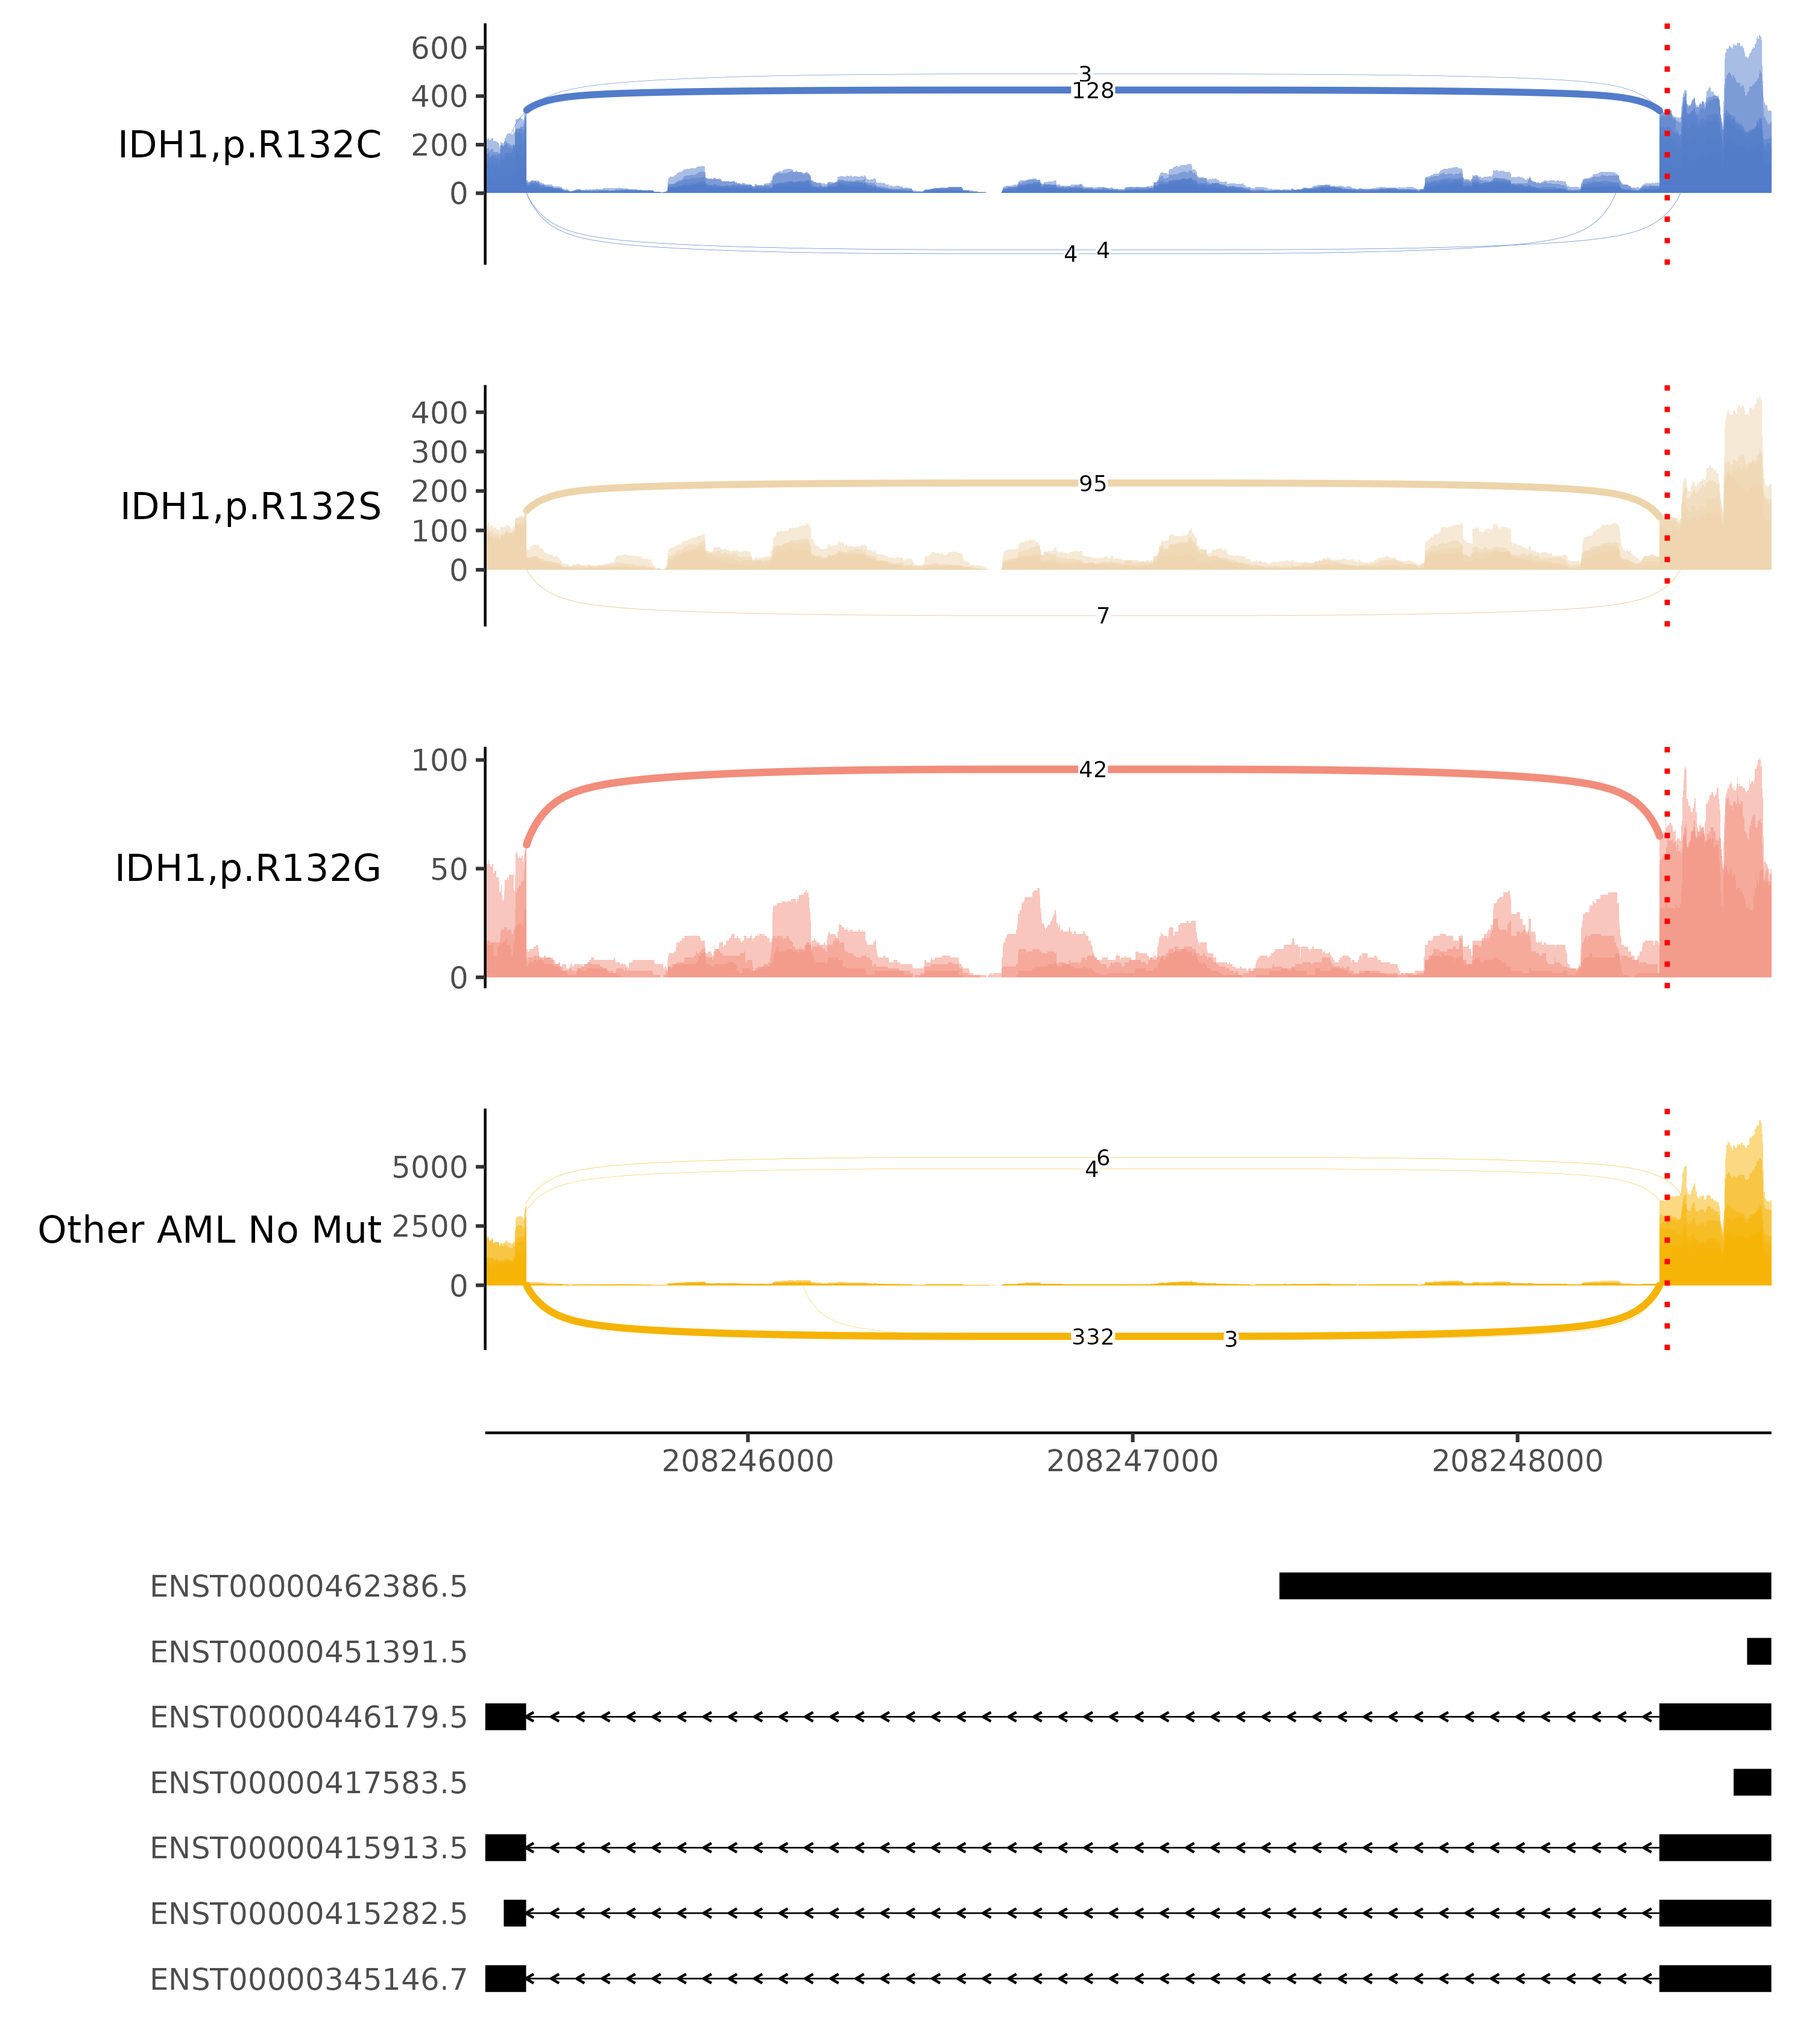 600
400
200
0
IDH1,p.R132C
3
128
4 4
400
300
200
100
0
IDH1,p.R132S
95
7
100
50
0
IDH1,p.R132G
42
5000
2500
0
Other AML No Mut
6
4
332
3
208246000 208247000 208248000
ENST00000462386.5
ENST00000451391.5
ENST00000446179.5
ENST00000417583.5
ENST00000415913.5
ENST00000415282.5
ENST00000345146.7